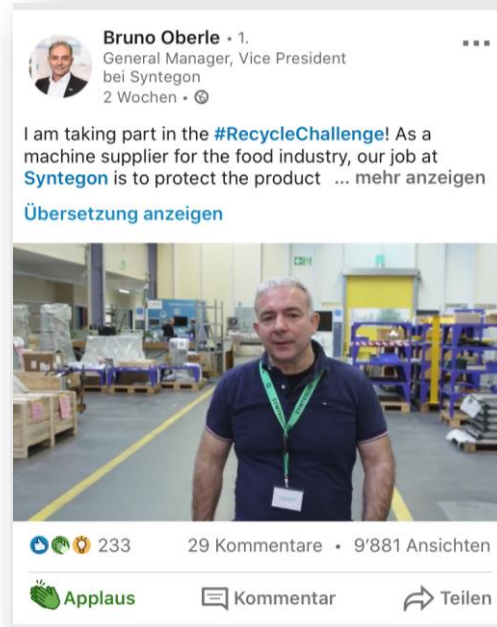 Bruno Oberle • 1.
General Manager, Vice President
bei Syntegon
2 Wochen •
I am taking part in the #RecycleChallenge! As a
machine supplier for the food industry, our job at
Syntegon is to protect the product ... mehr anzeigen
Übersetzung anzeigen
233 29 Kommentare • 9'881 Ansichten
Applaus Kommentar Teilen